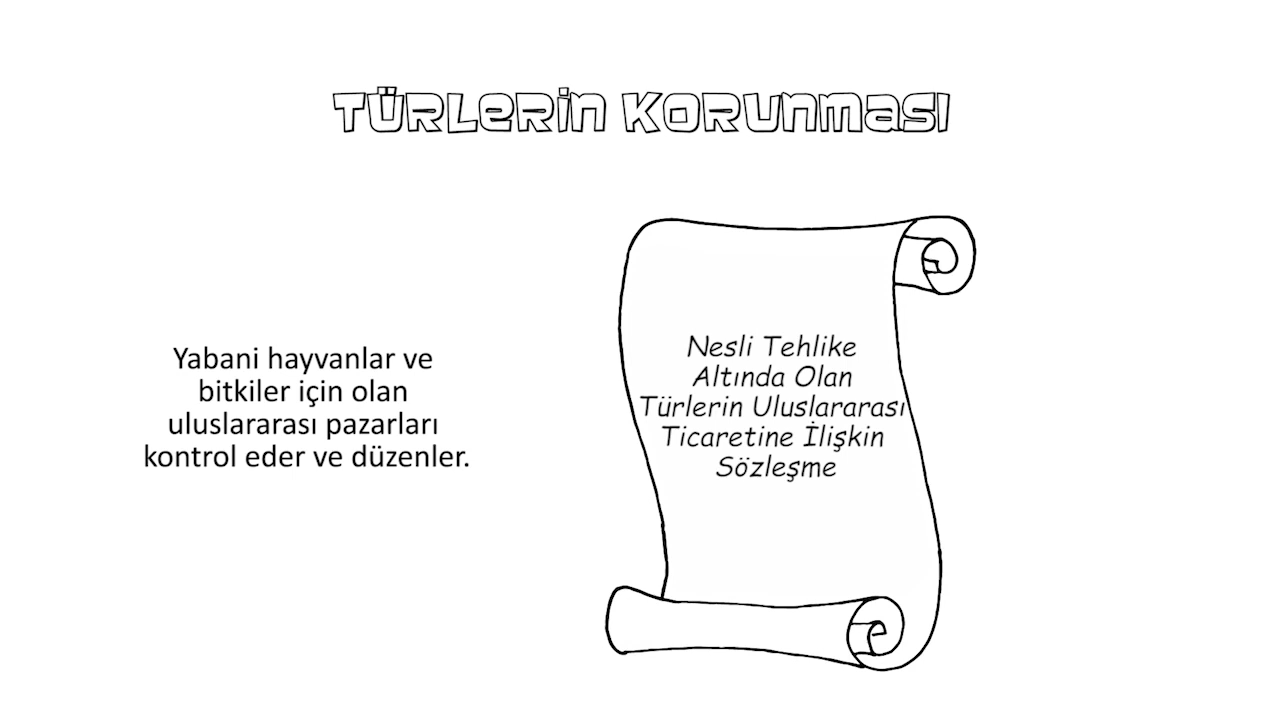 TÜRLerin KORUnması
Yabani hayvanlar ve
bitkiler için olan
uluslararası pazarları
kontrol eder ve düzenler.
Nesli Tehlike
Altında Olan
Türlerin Uluslararası
Ticaretine İlişkin
Sözleşme